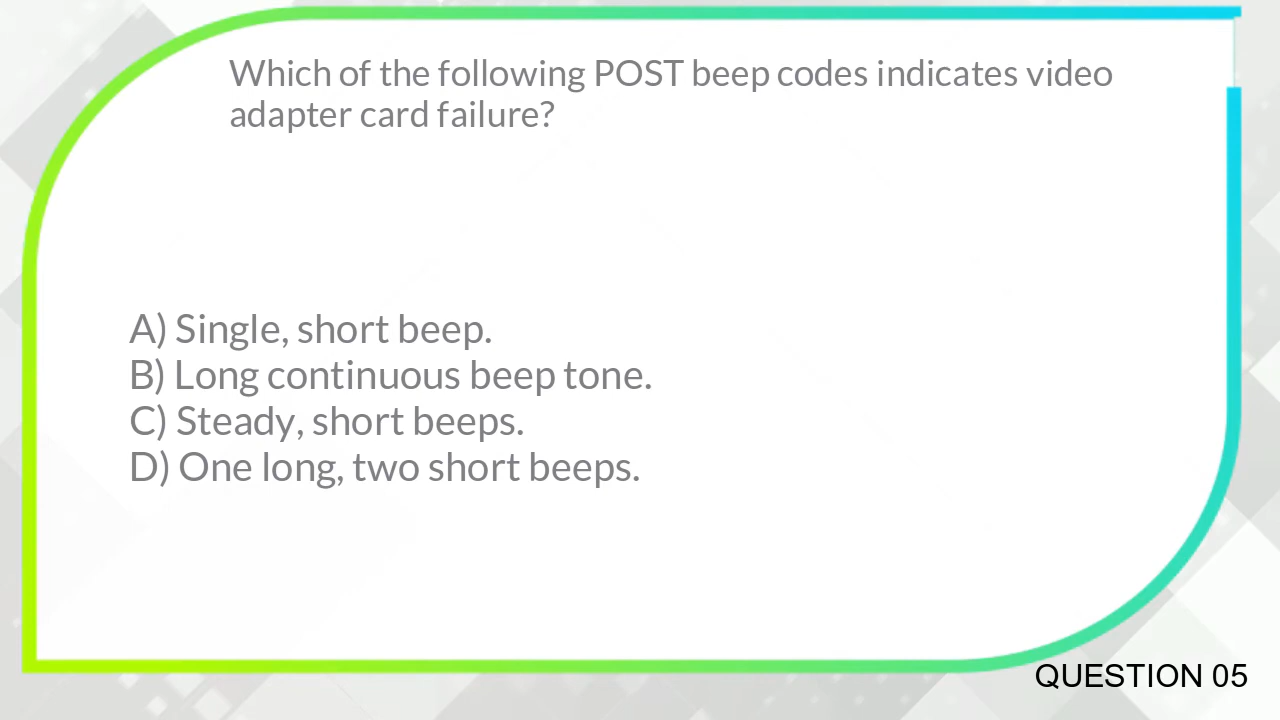 Which of the following POST beep codes indicates video
adapter card failure?
A) Single, short beep.
B) Long continuous beep tone.
C) Steady, short beeps.
D) One long, two short beeps.
QUESTION 05